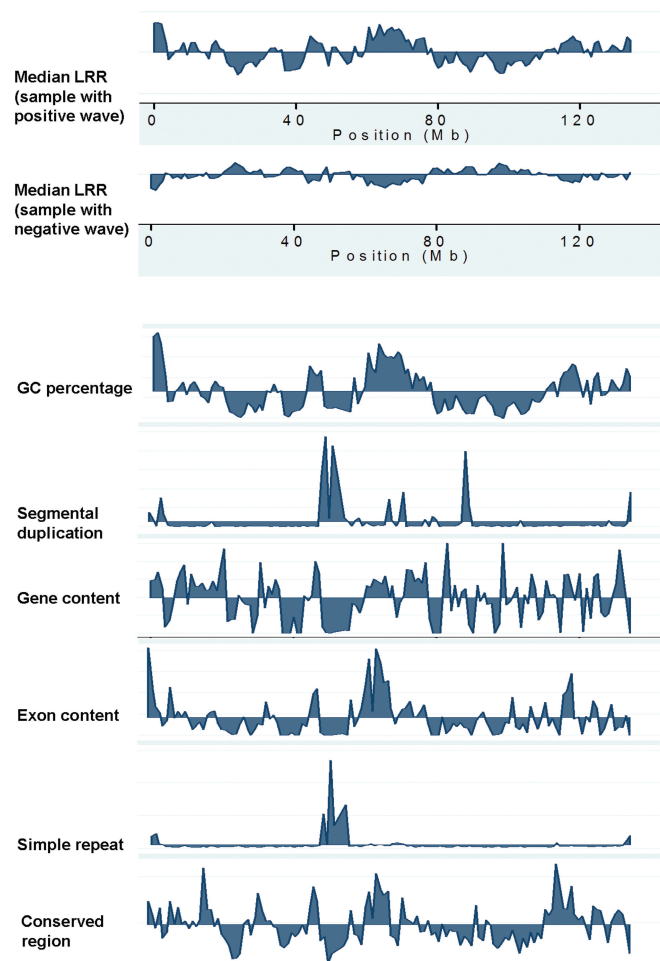 Median LRR
(sample with
positive wave)
0 40 80 120
Position (Mb)
Median LRR
(sample with
negative wave)
0 40 80 120
Position (Mb)
GC percentage
Segmental
duplication
Gene content
Exon content
Simple repeat
Conserved
region